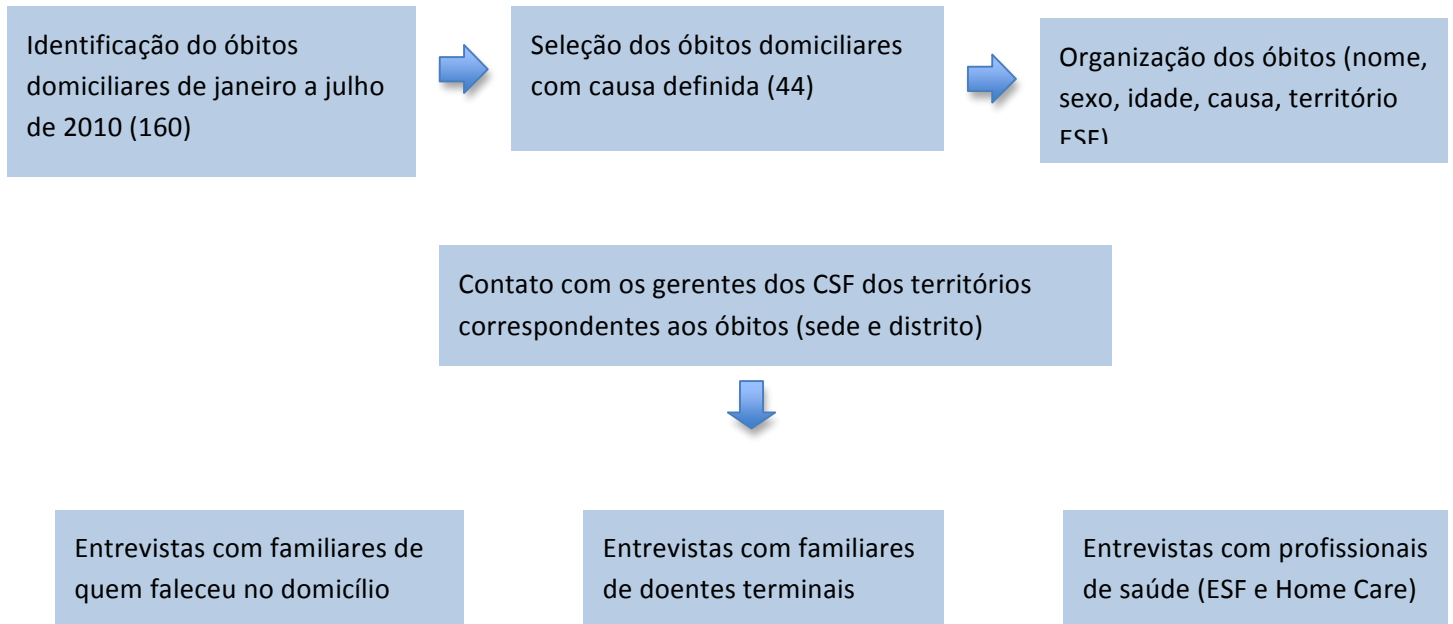 Identificação do óbitos
domiciliares de janeiro a julho
de 2010 (160)
Seleção dos óbitos domiciliares
com causa definida (44)
Organização dos óbitos (nome,
sexo, idade, causa, território
ESF)
Contato com os gerentes dos CSF dos territórios
correspondentes aos óbitos (sede e distrito)
Entrevistas com familiares de
quem faleceu no domicílio
Entrevistas com familiares
de doentes terminais
Entrevistas com profissionais
de saúde (ESF e Home Care)